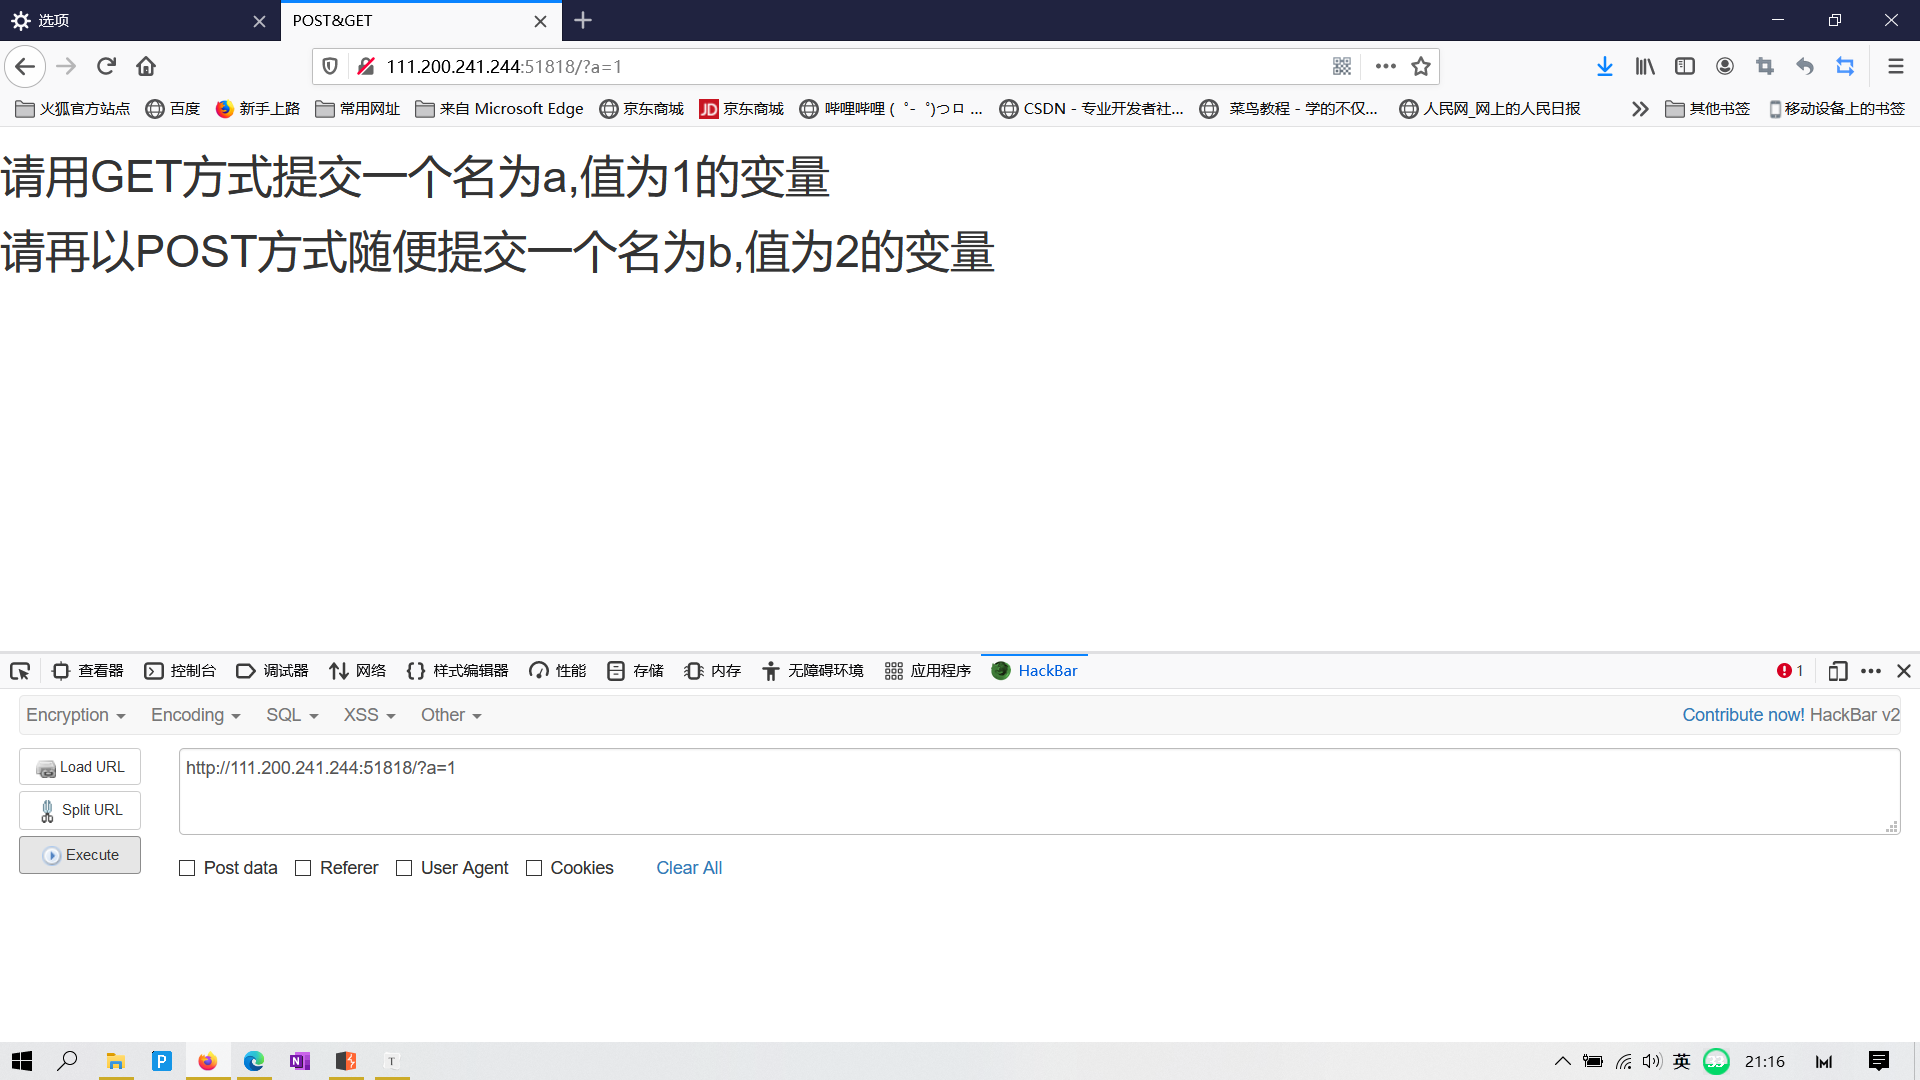 选项
POST&GET
111.200.241.244:51818/?a=1
火狐官方站点 百度 新手上路 常用网址 来自 Microsoft Edge 京东商城 JD 京东商城 哔哩哔哩 ( ゜- ゜)つロ ... CSDN - 专业开发者社... 菜鸟教程 - 学的不仅... 人民网_网上的人民日报 其他书签 移动设备上的书签
请用GET方式提交一个名为a,值为1的变量
请再以POST方式随便提交一个名为b,值为2的变量
查看器 控制台 调试器 网络 样式编辑器 性能 存储 内存 无障碍环境 应用程序 HackBar 1
Encryption Encoding SQL XSS Other Contribute now! HackBar v2
Load URL
http://111.200.241.244:51818/?a=1
Split URL
Execute
Post data Referer User Agent Cookies Clear All
P N T 英 33 21:16